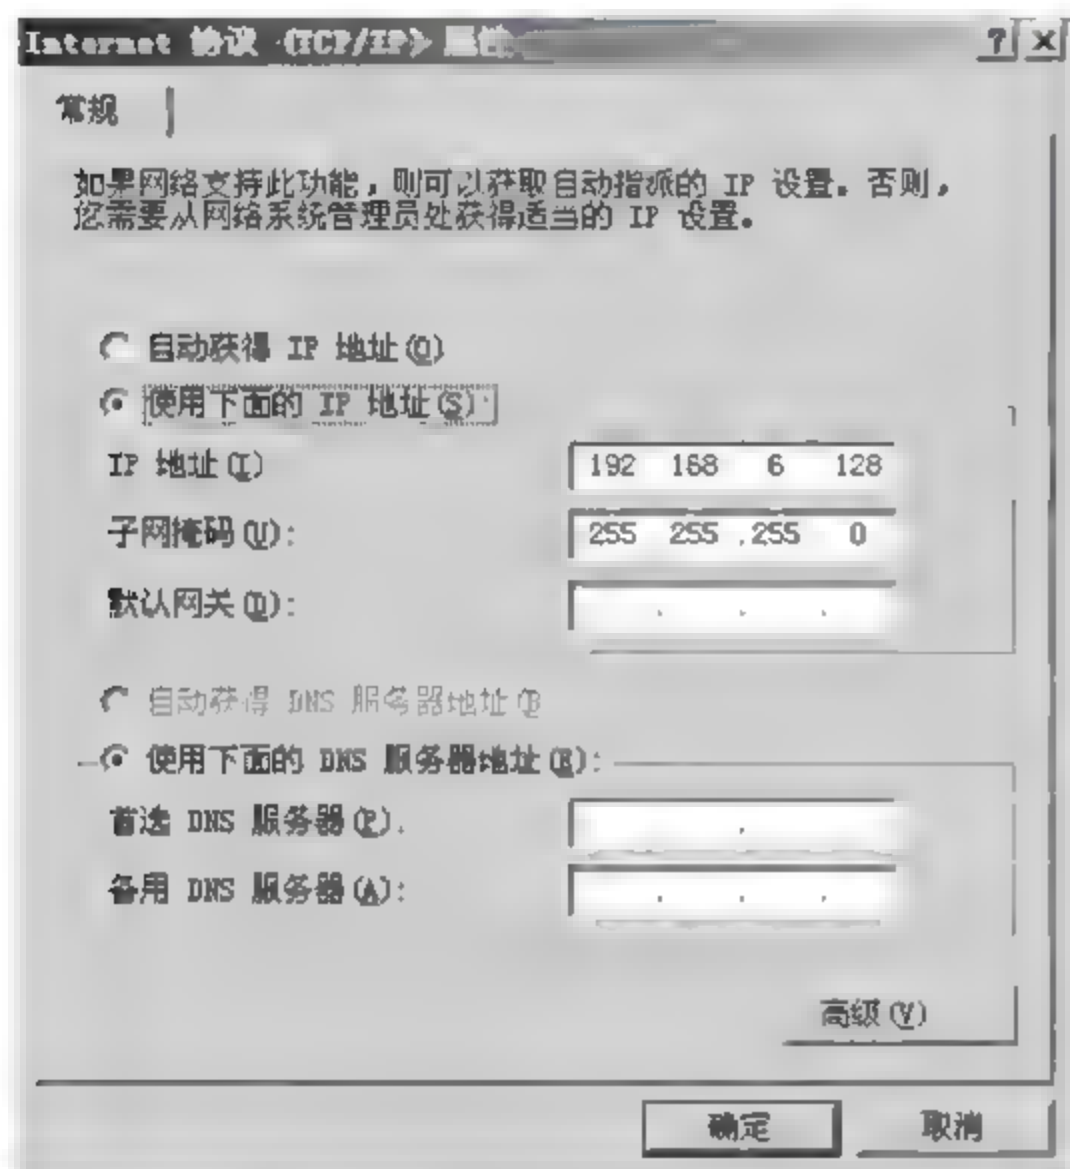 Internet 协议 (TCP/IP) 属性
? ×
常规
如果网络支持此功能，则可以获取自动指派的 IP 设置。否则，
您需要从网络系统管理员处获得适当的 IP 设置。
自动获得 IP 地址(O)
使用下面的 IP 地址(S):
IP 地址(I) 192 168 6 128
子网掩码(U): 255 255 .255 0
默认网关(D): . . .
自动获得 DNS 服务器地址(B
使用下面的 DNS 服务器地址(E):
首选 DNS 服务器(P).
备用 DNS 服务器(A): . . .
高级(V)
确定 取消